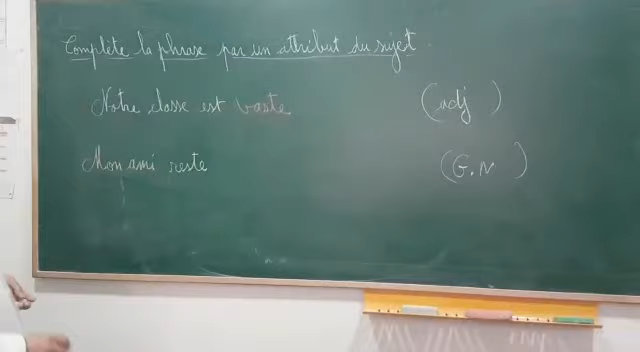 Complète la phrase par un attribut du sujet.
Notre classe est vaste (adj )
Mon ami reste (G.N )